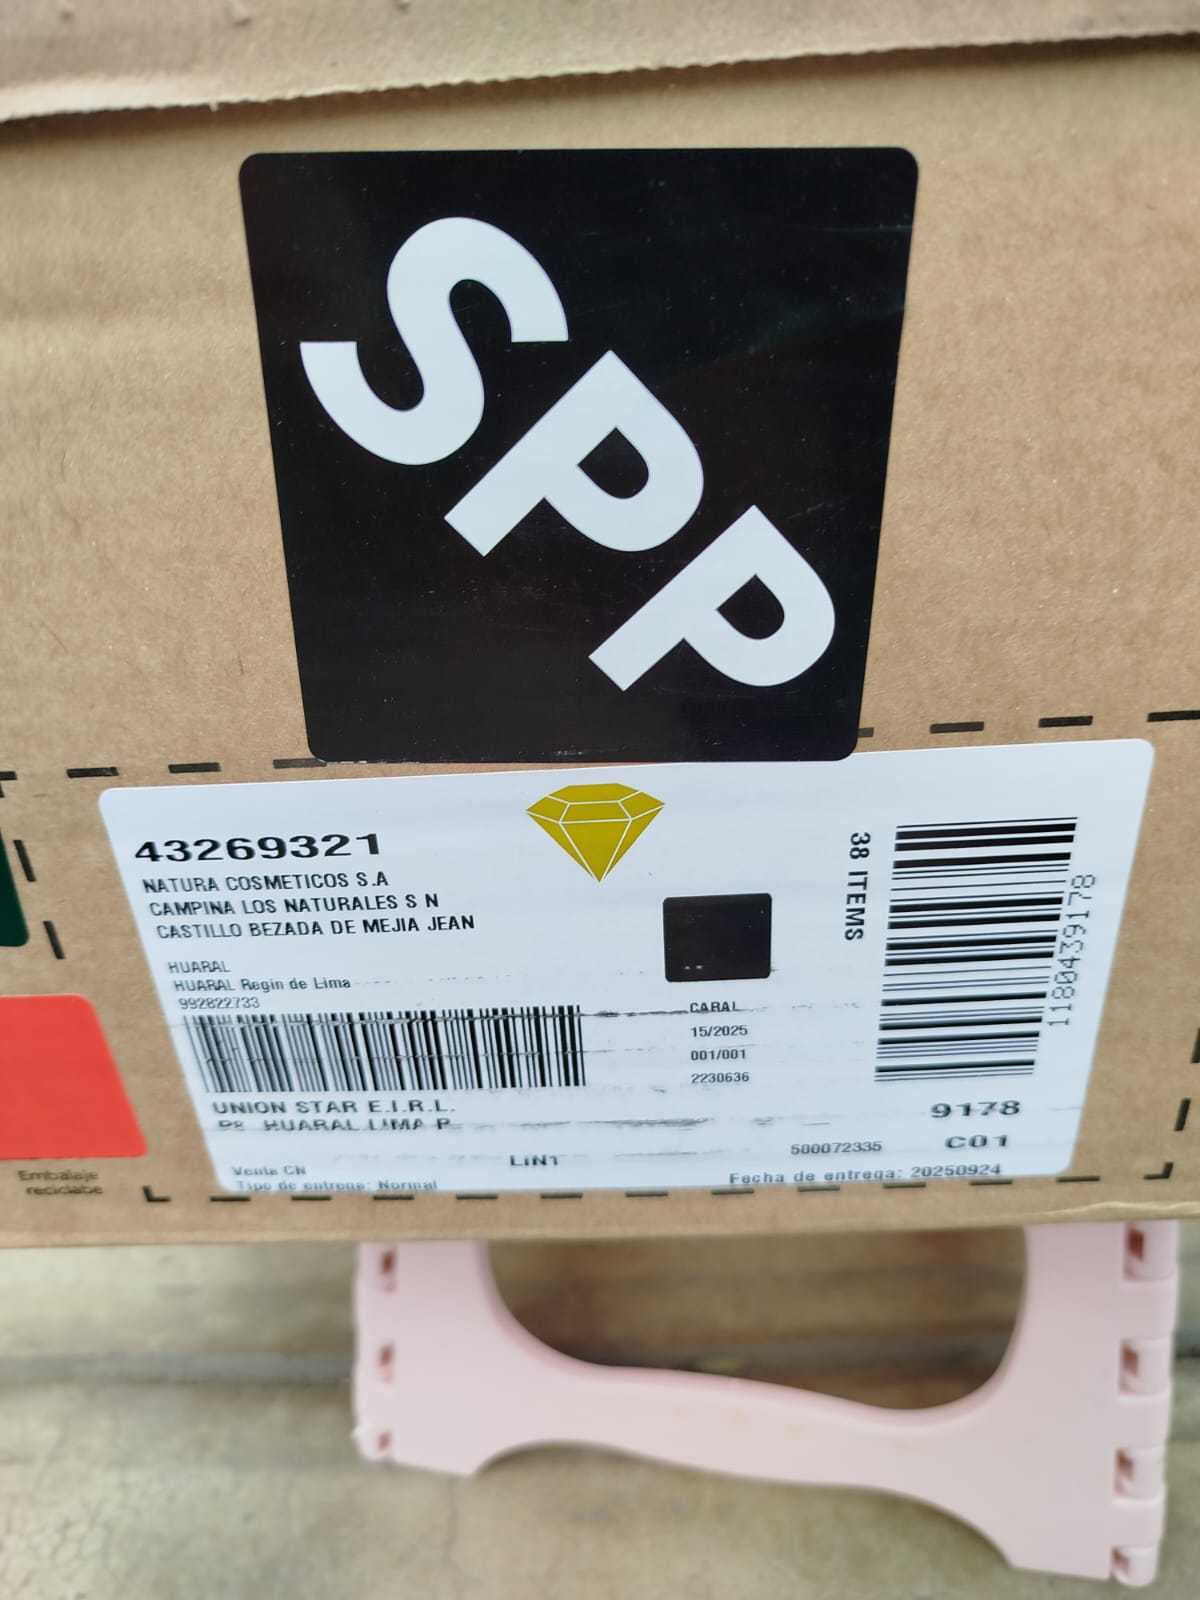 SPP
43269321
NATURA COSMETICOS S.A
CAMPINA LOS NATURALES S N
CASTILLO BEZADA DE MEJIA JEAN
HUARAL
HUARAL Regin de Lima
992822733
38 ITEMS
1180439178
CARAL
15/2025
001/001
2230636
UNION STAR E.I.R.L.
P8 HUARAL LIMA P
9178
500072335
C01
LIN1
Venta CN
Tipo de entrega: Normal
Fecha de entrega: 20250924
Embalaje
reciclabe